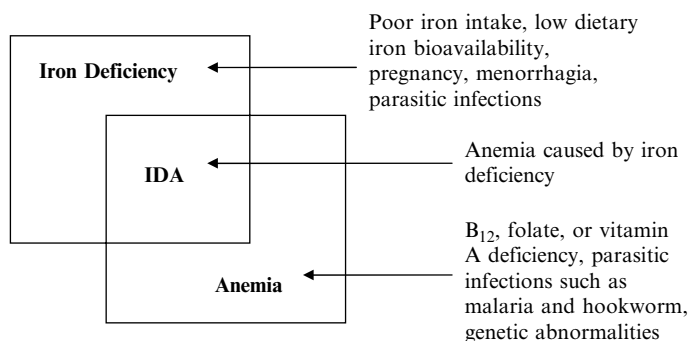 Iron Deficiency
Poor iron intake, low dietary
iron bioavailability,
pregnancy, menorrhagia,
parasitic infections
IDA
Anemia caused by iron
deficiency
Anemia
B₁₂, folate, or vitamin
A deficiency, parasitic
infections such as
malaria and hookworm,
genetic abnormalities